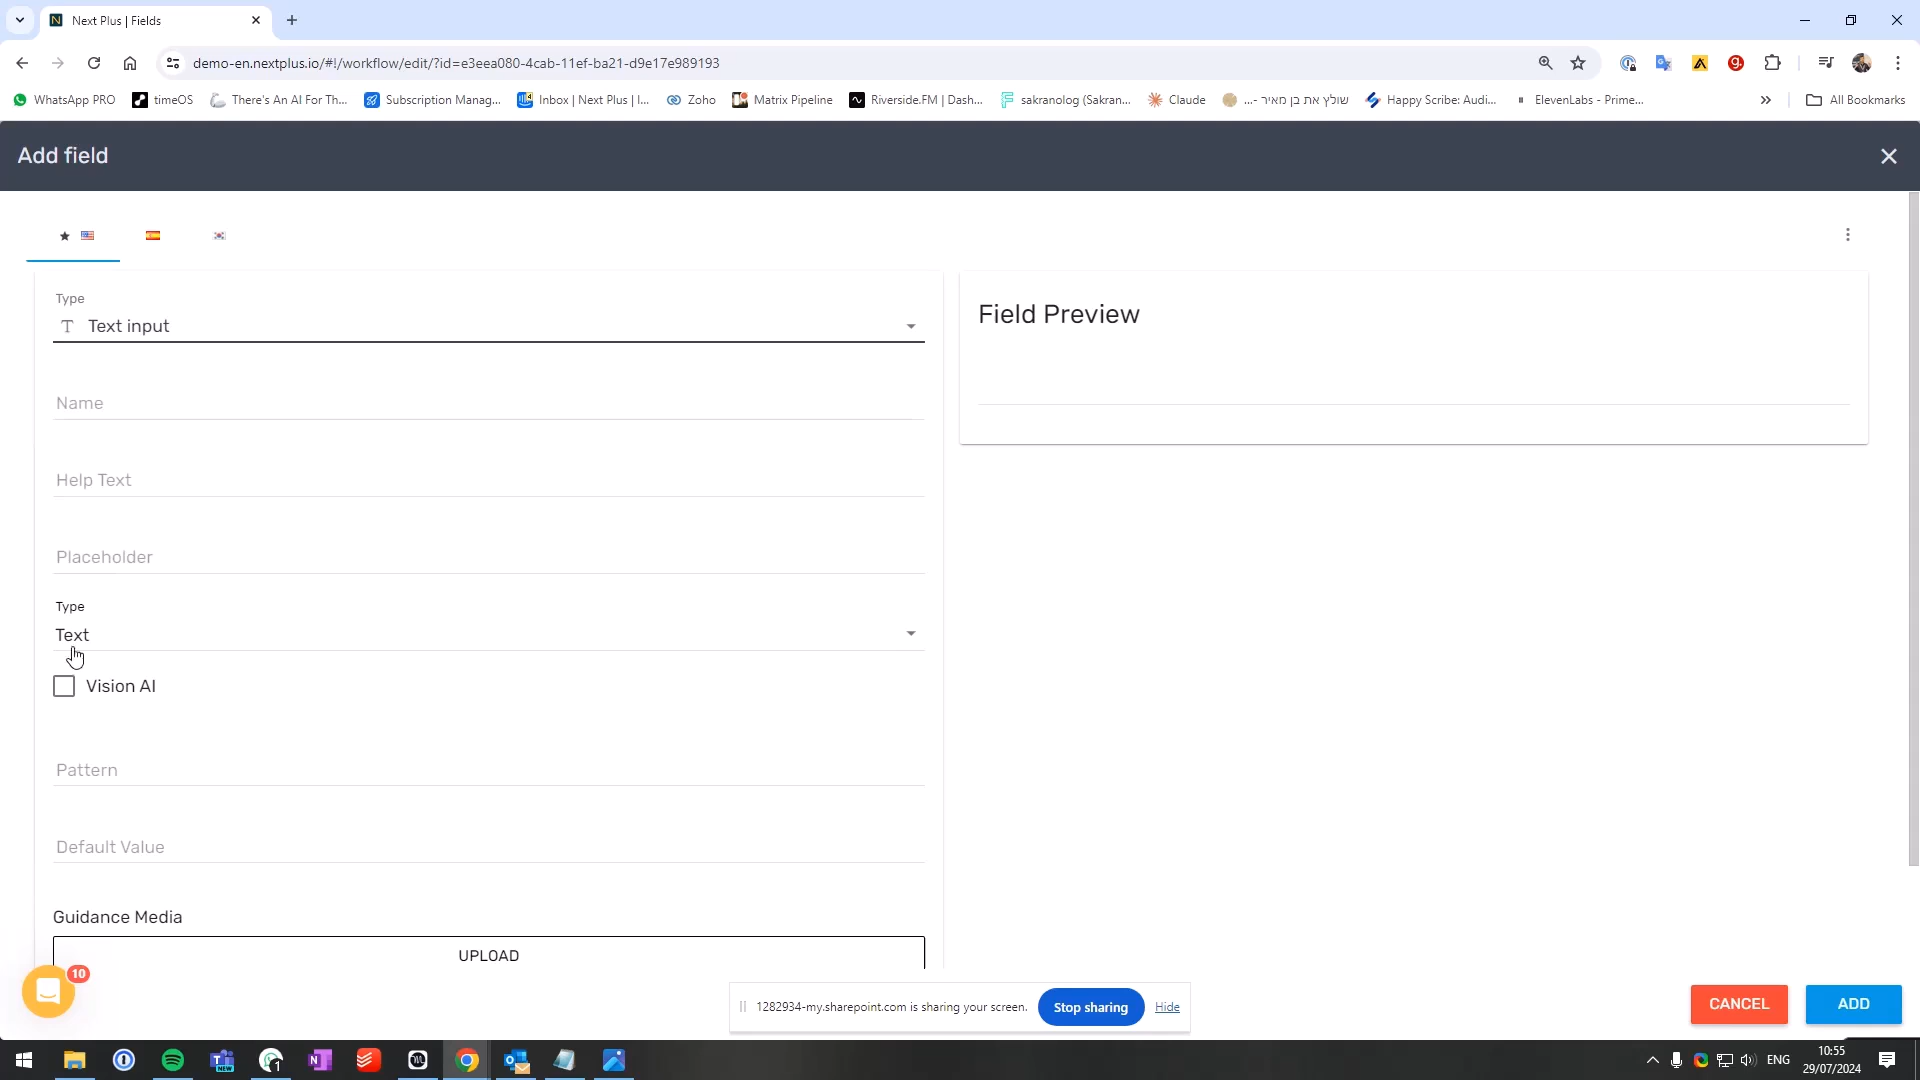 Next Plus | Fields
demo-en.nextplus.io/#!/workflow/edit/?id=e3eea080-4cab-11ef-ba21-d9e17e989193
WhatsApp PRO
timeOS
There's An AI For Th...
Subscription Manag...
Inbox | Next Plus | I...
Zoho
Matrix Pipeline
Riverside.FM | Dash...
sakranolog (Sakran...
Claude
שולץ את בן מאיר -...
Happy Scribe: Audi...
ElevenLabs - Prime...
All Bookmarks
Add field
Type
Text input
Name
Help Text
Placeholder
Type
Text
Vision AI
Pattern
Default Value
Guidance Media
UPLOAD
Field Preview
10
1282934-my.sharepoint.com is sharing your screen.
Stop sharing
Hide
CANCEL
ADD
ENG
10:55
29/07/2024